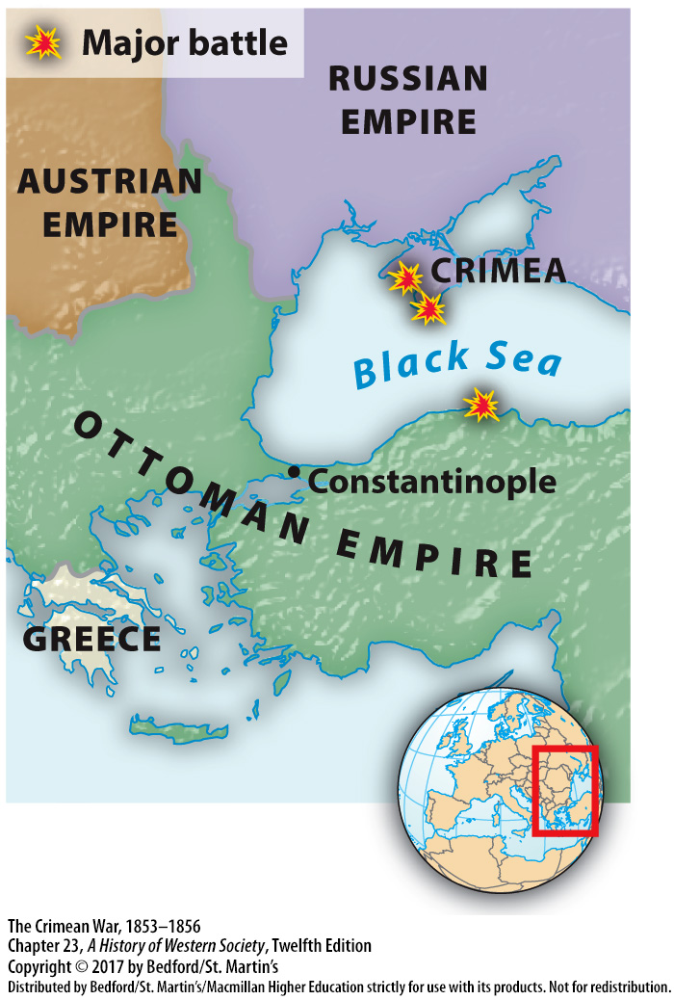 Major battle
RUSSIAN
EMPIRE
AUSTRIAN
EMPIRE
CRIMEA
Black Sea
OTTOMAN EMPIRE
Constantinople
GREECE
The Crimean War, 1853–1856
Chapter 23, A History of Western Society, Twelfth Edition
Copyright © 2017 by Bedford/St. Martin’s
Distributed by Bedford/St. Martin’s/Macmillan Higher Education strictly for use with its products. Not for redistribution.